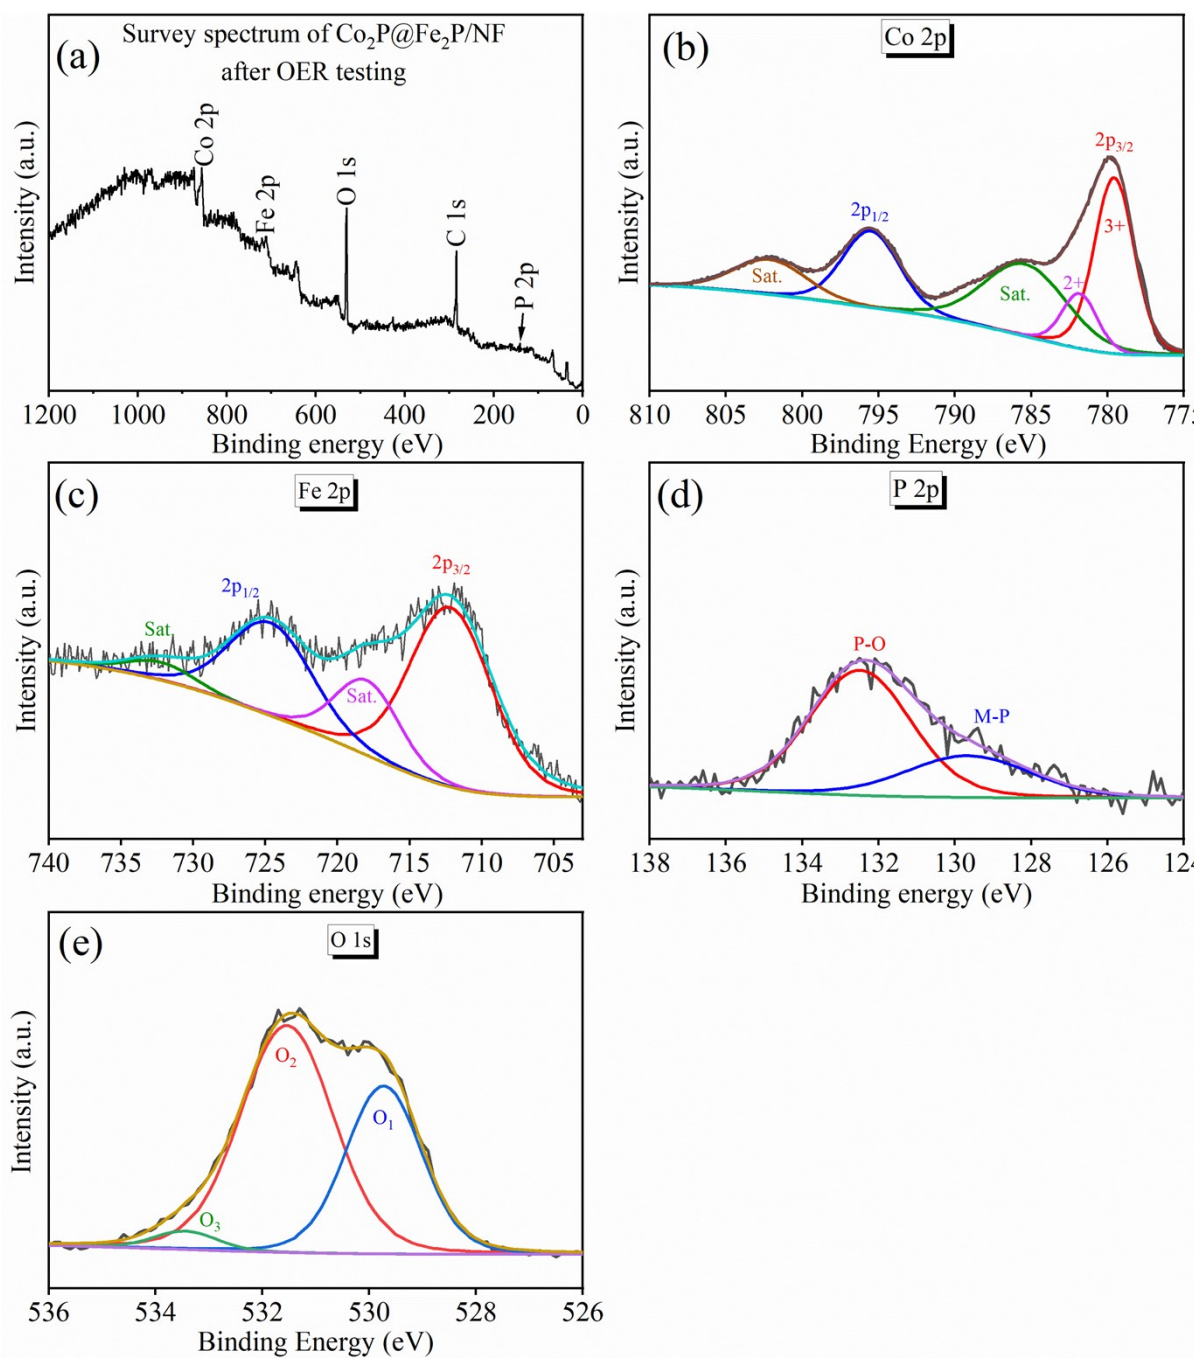 (a)
Survey spectrum of Co₂P@Fe₂P/NF
after OER testing
Co 2p
Fe 2p
O 1s
C 1s
P 2p
Intensity (a.u.)
1200 1000 800 600 400 200 0
Binding energy (eV)
(b)
Co 2p
2p₃/₂
3+
2+
2p₁/₂
Sat.
Sat.
Intensity (a.u.)
810 805 800 795 790 785 780 775
Binding Energy (eV)
(c)
Fe 2p
2p₃/₂
2p₁/₂
Sat.
Sat.
Intensity (a.u.)
740 735 730 725 720 715 710 705
Binding energy (eV)
(d)
P 2p
P-O
M-P
Intensity (a.u.)
138 136 134 132 130 128 126 124
Binding energy (eV)
(e)
O 1s
O₂
O₁
O₃
Intensity (a.u.)
536 534 532 530 528 526
Binding Energy (eV)